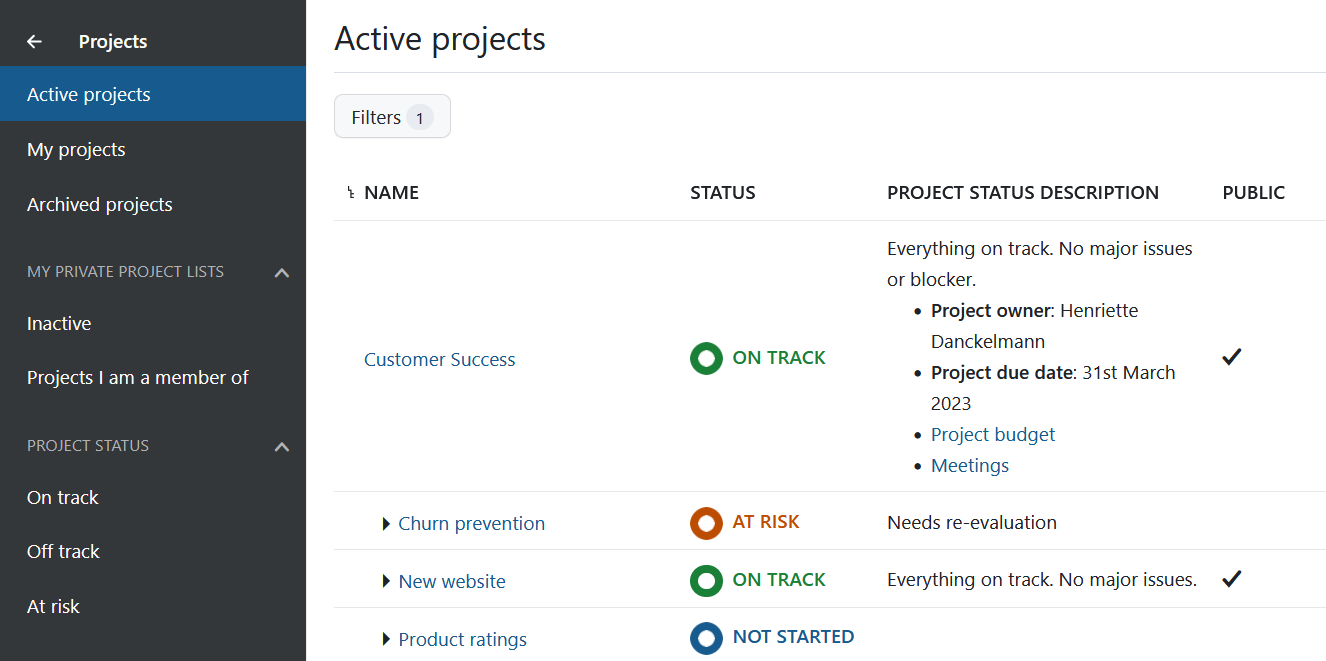 Projects
Active projects
My projects
Archived projects
MY PRIVATE PROJECT LISTS
Inactive
Projects I am a member of
PROJECT STATUS
On track
Off track
At risk
Active projects
Filters 1
NAME STATUS PROJECT STATUS DESCRIPTION PUBLIC
Customer Success
ON TRACK
Everything on track. No major issues
or blocker.
• Project owner: Henriette
Danckelmann
• Project due date: 31st March
2023
• Project budget
• Meetings
Churn prevention AT RISK Needs re-evaluation
New website ON TRACK Everything on track. No major issues.
Product ratings NOT STARTED